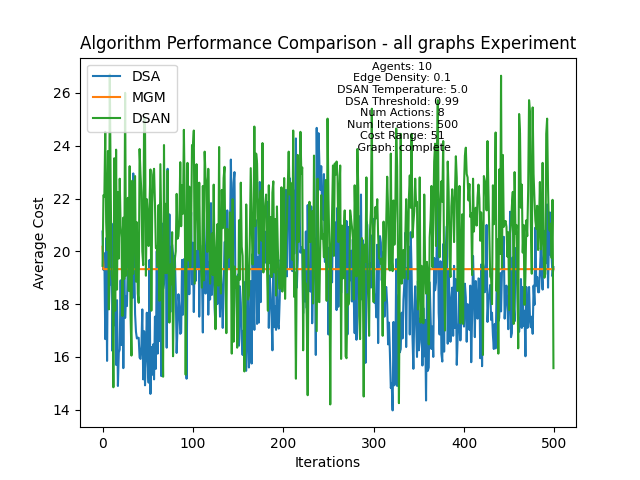 Algorithm Performance Comparison - all graphs Experiment
DSA
MGM
DSAN
Agents: 10
Edge Density: 0.1
DSAN Temperature: 5.0
DSA Threshold: 0.99
Num Actions: 8
Num Iterations: 500
Cost Range: 51
Graph: complete
Average Cost
26
24
22
20
18
16
14
0
100
200
300
400
500
Iterations